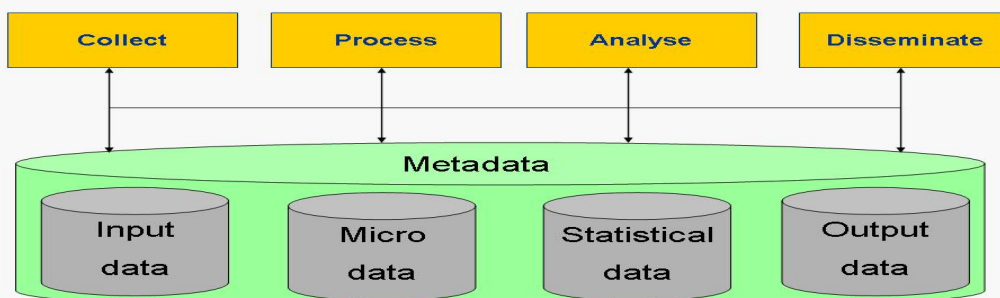 Collect
Process
Analyse
Disseminate
Metadata
Input
data
Micro
data
Statistical
data
Output
data